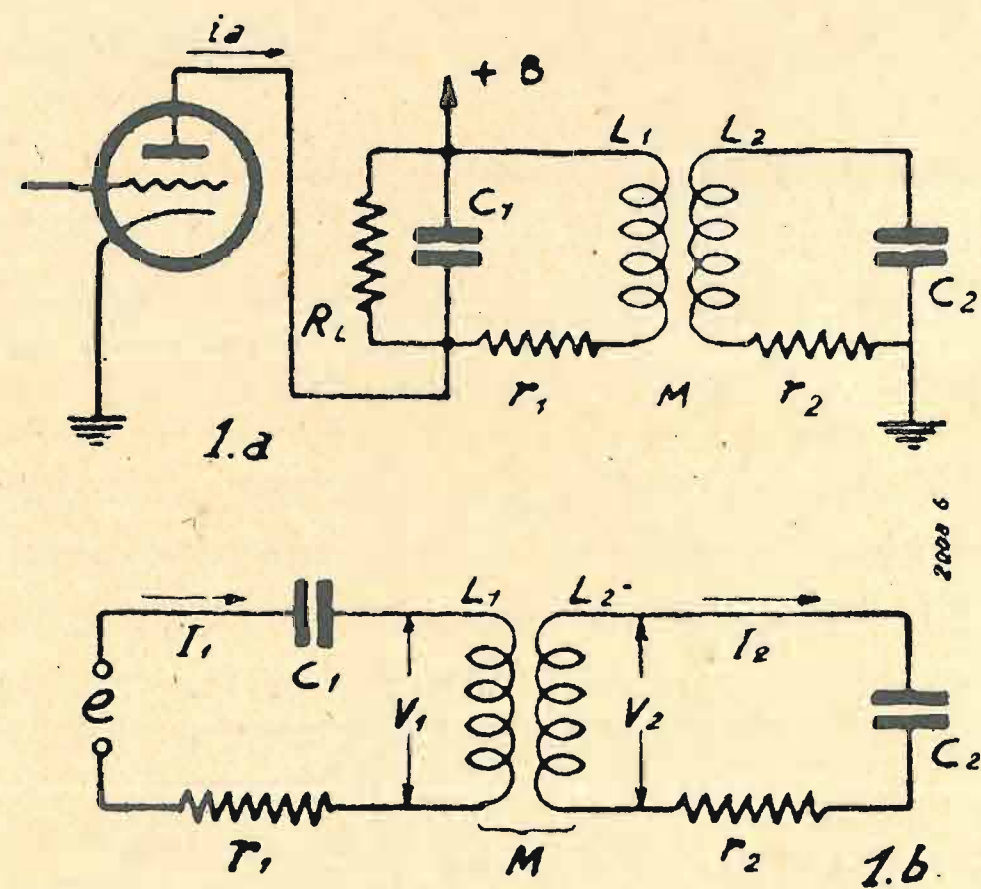 ia
+ B
L1 L2
C1
C2
RL
r1 M r2
1.a
2008 6
L1 L2
I1 I2
C1
e V1 V2
C2
r1 M r2
1.b